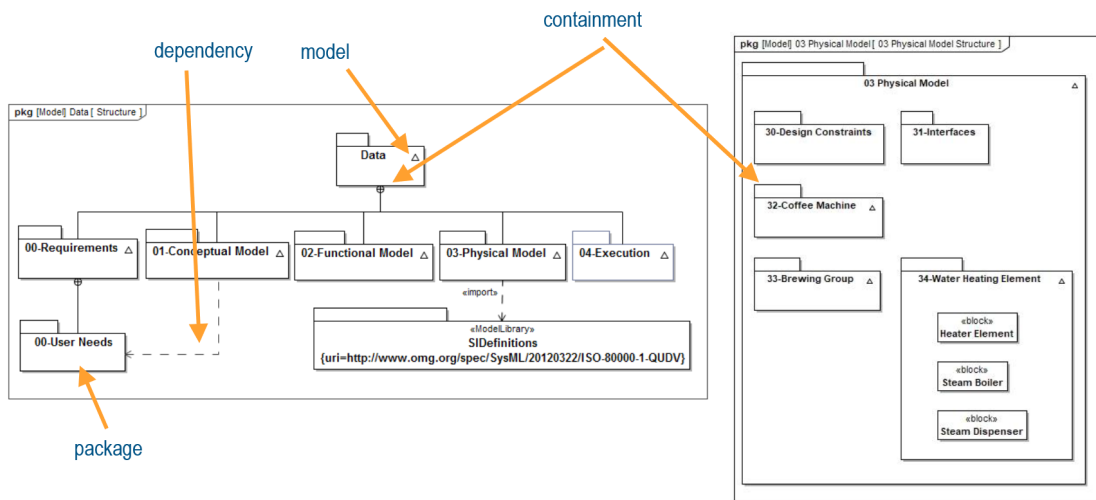 containment
dependency
model
pkg [Model] Data [ Structure ]
Data
00-Requirements
01-Conceptual Model
02-Functional Model
03-Physical Model
04-Execution
«import»
00-User Needs
«ModelLibrary»
SIDefinitions
{uri=http://www.omg.org/spec/SysML/20120322/ISO-80000-1-QUDV}
package
pkg [Model] 03 Physical Model [ 03 Physical Model Structure ]
03 Physical Model
30-Design Constraints
31-Interfaces
32-Coffee Machine
33-Brewing Group
34-Water Heating Element
«block»
Heater Element
«block»
Steam Boiler
«block»
Steam Dispenser